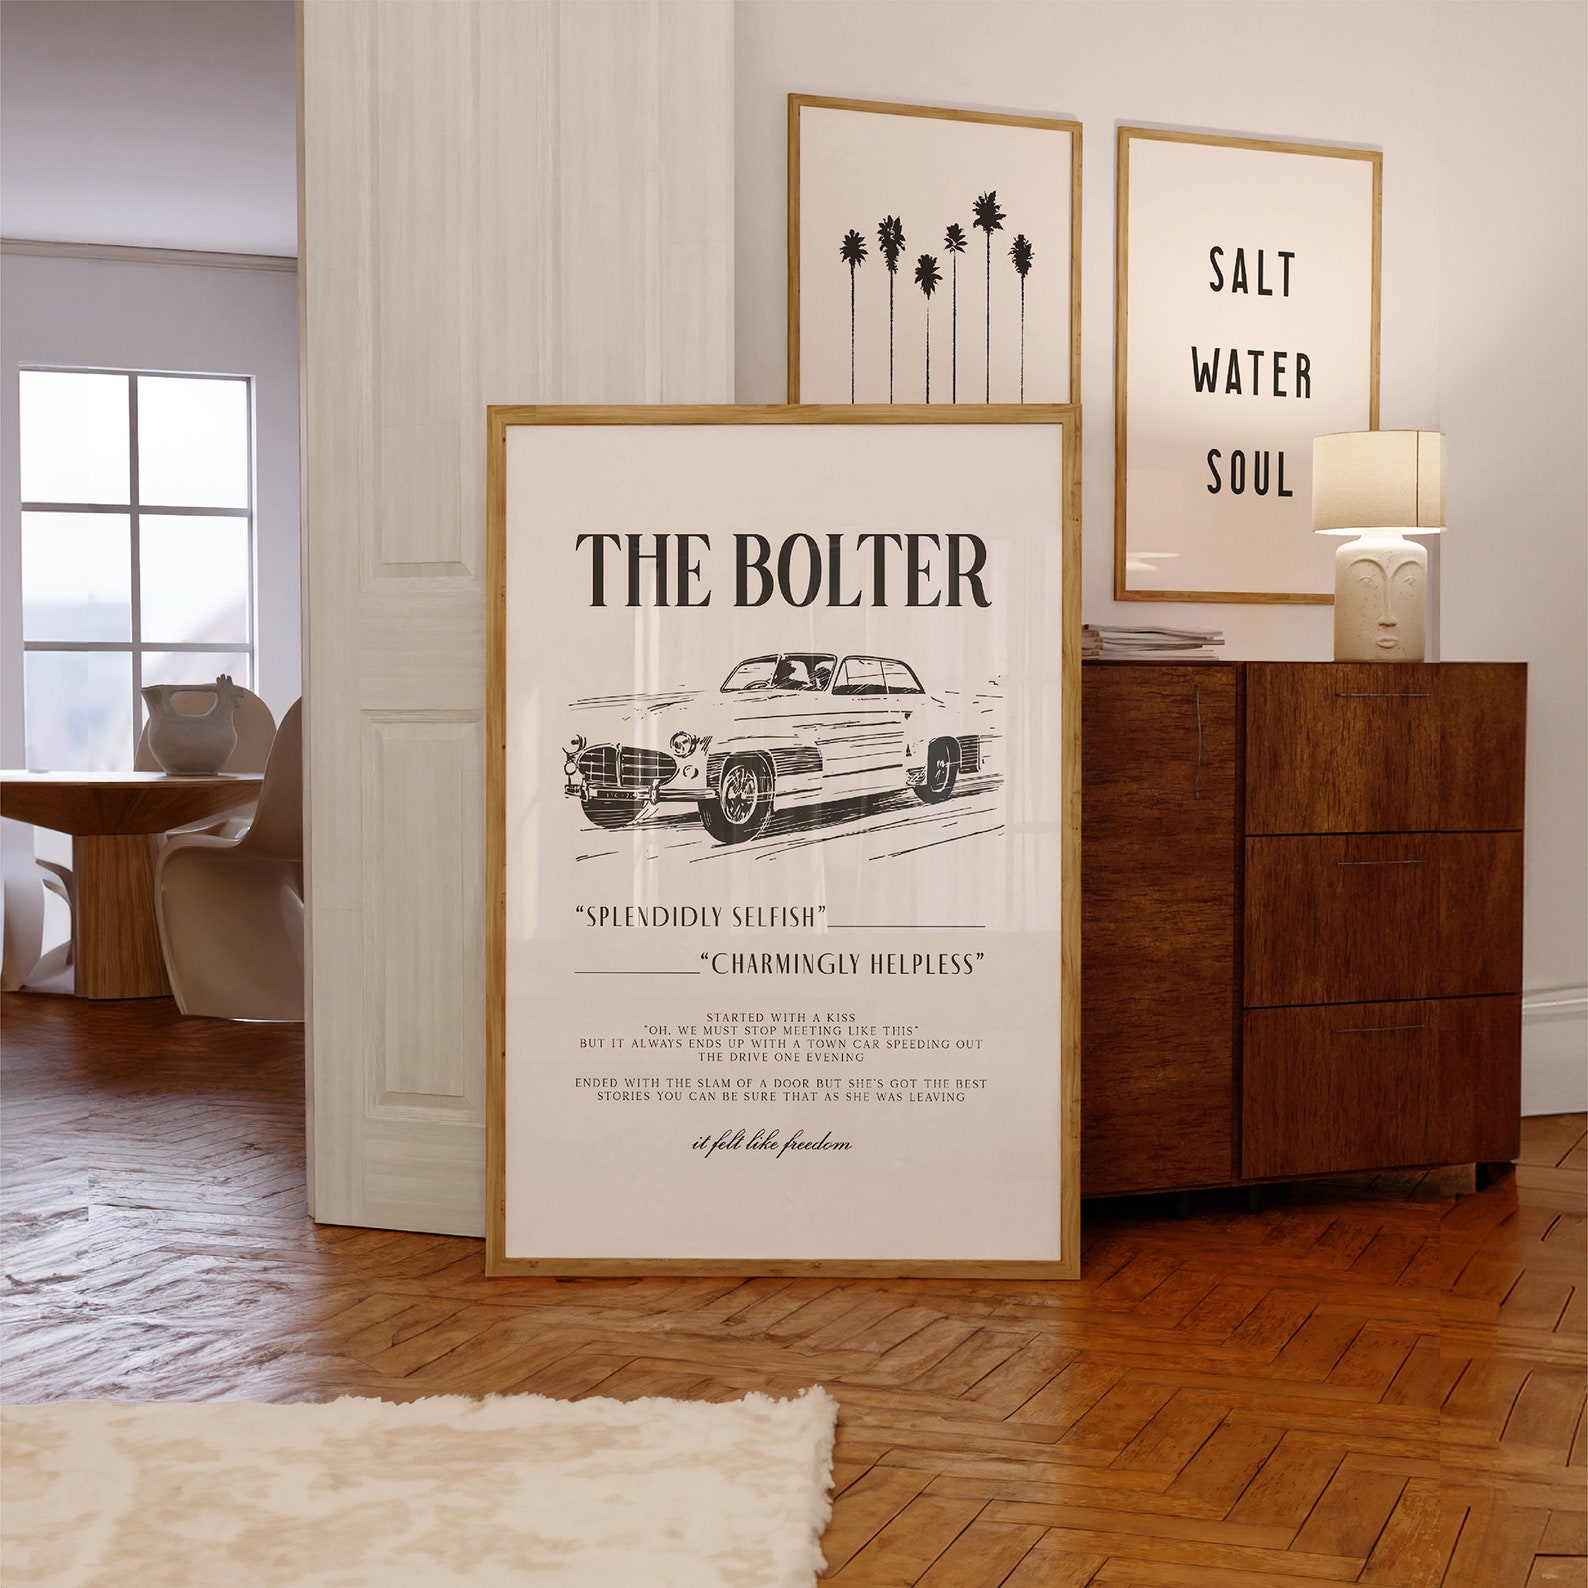 SALT
WATER
SOUL
THE BOLTER
“SPLENDIDLY SELFISH”
“CHARMINGLY HELPLESS”
STARTED WITH A KISS
"OH, WE MUST STOP MEETING LIKE THIS"
BUT IT ALWAYS ENDS UP WITH A TOWN CAR SPEEDING OUT
THE DRIVE ONE EVENING
ENDED WITH THE SLAM OF A DOOR BUT SHE'S GOT THE BEST
STORIES YOU CAN BE SURE THAT AS SHE WAS LEAVING
it felt like freedom